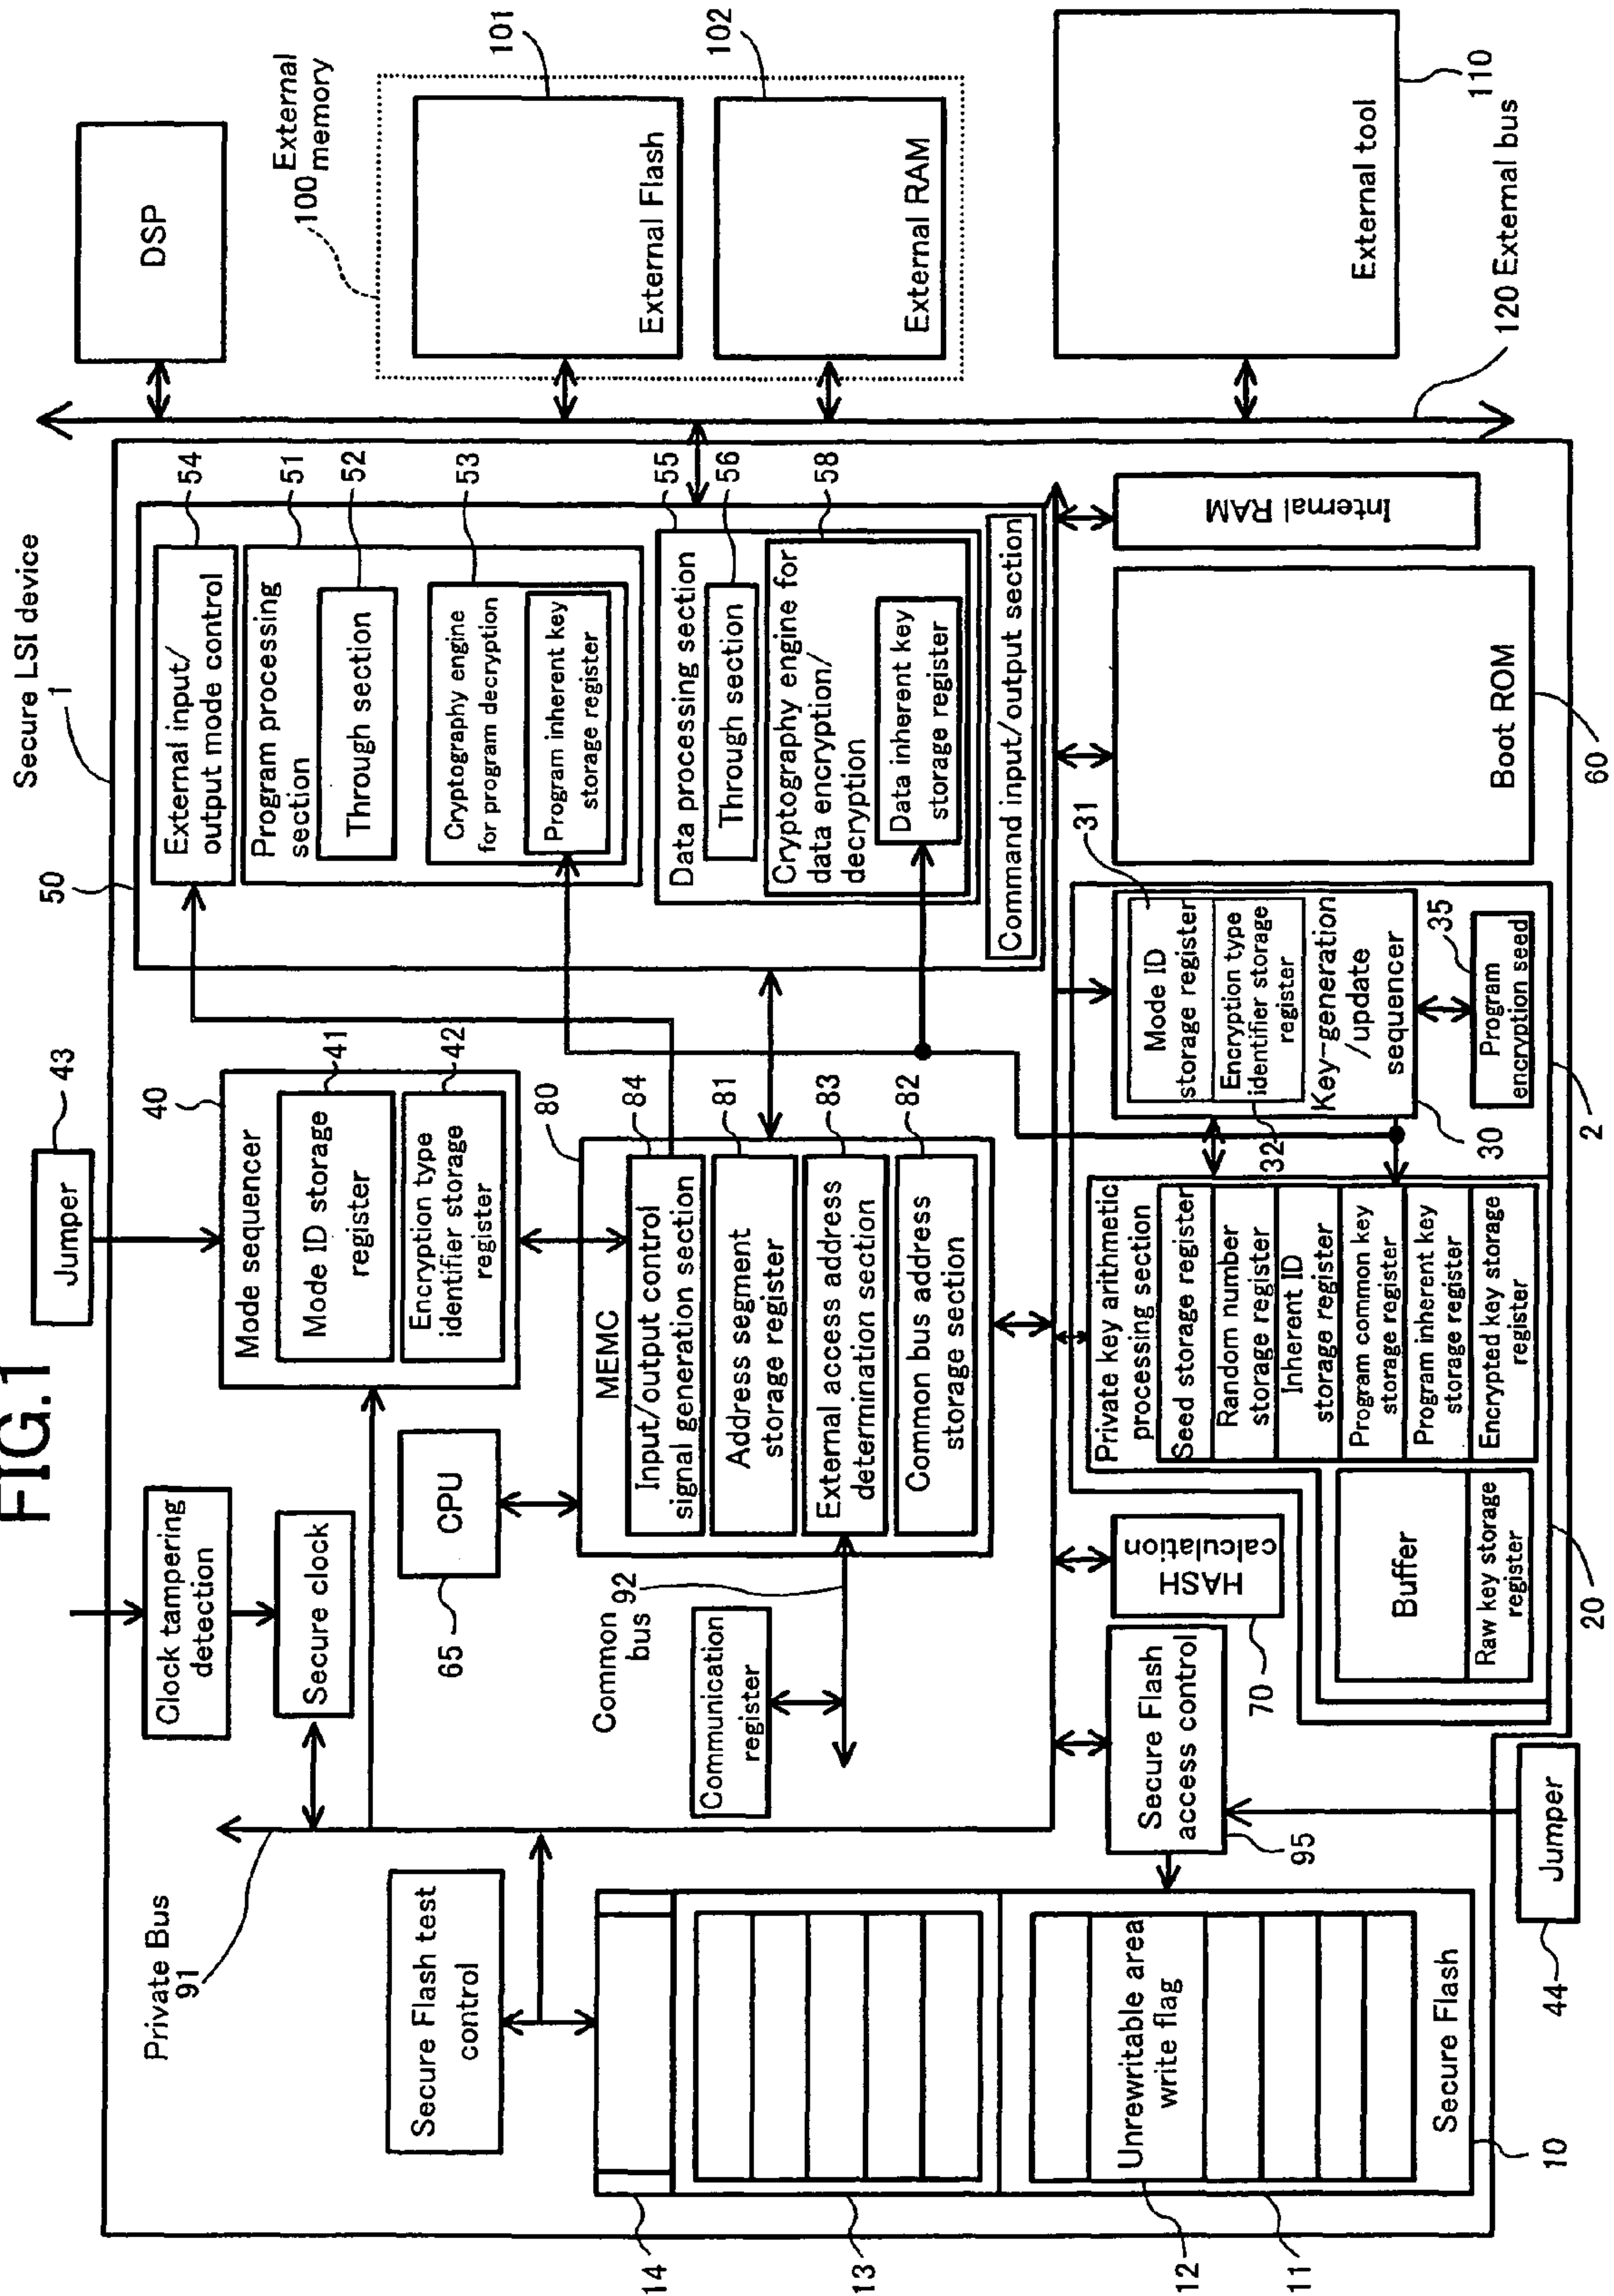 FIG.1
Secure LSI device
1
Private Bus
91
Clock tampering
detection
Secure clock
Jumper
43
40
Mode sequencer
Mode ID storage
register
41
Encryption type
identifier storage
register
42
50
External input/
output mode control
54
Program processing
section
51
Through section
52
Cryptography engine
for program decryption
53
Program inherent key
storage register
Data processing section
55
Through section
56
Cryptography engine for
data encryption/
decryption
58
Data inherent key
storage register
Command input/output section
DSP
External
memory
100
External Flash
101
External RAM
102
External tool
110
120 External bus
Secure Flash test
control
CPU
65
80
MEMC
Input/output control
signal generation section
84
Address segment
storage register
81
External access address
determination section
83
Common bus address
storage section
82
Common
bus
92
Communication
register
Unrewritable area
write flag
Secure Flash
14
13
12
11
10
Secure Flash
access control
95
Jumper
44
HASH
calculation
70
Private key arithmetic
processing section
Seed storage register
Random number
storage register
Inherent ID
storage register
Program common key
storage register
Program inherent key
storage register
Encrypted key storage
register
Buffer
Raw key storage
register
20
Mode ID
storage register
31
Encryption type
identifier storage
register
32
Key-generation
/update
sequencer
30
Program
encryption seed
35
2
Boot ROM
60
Internal RAM